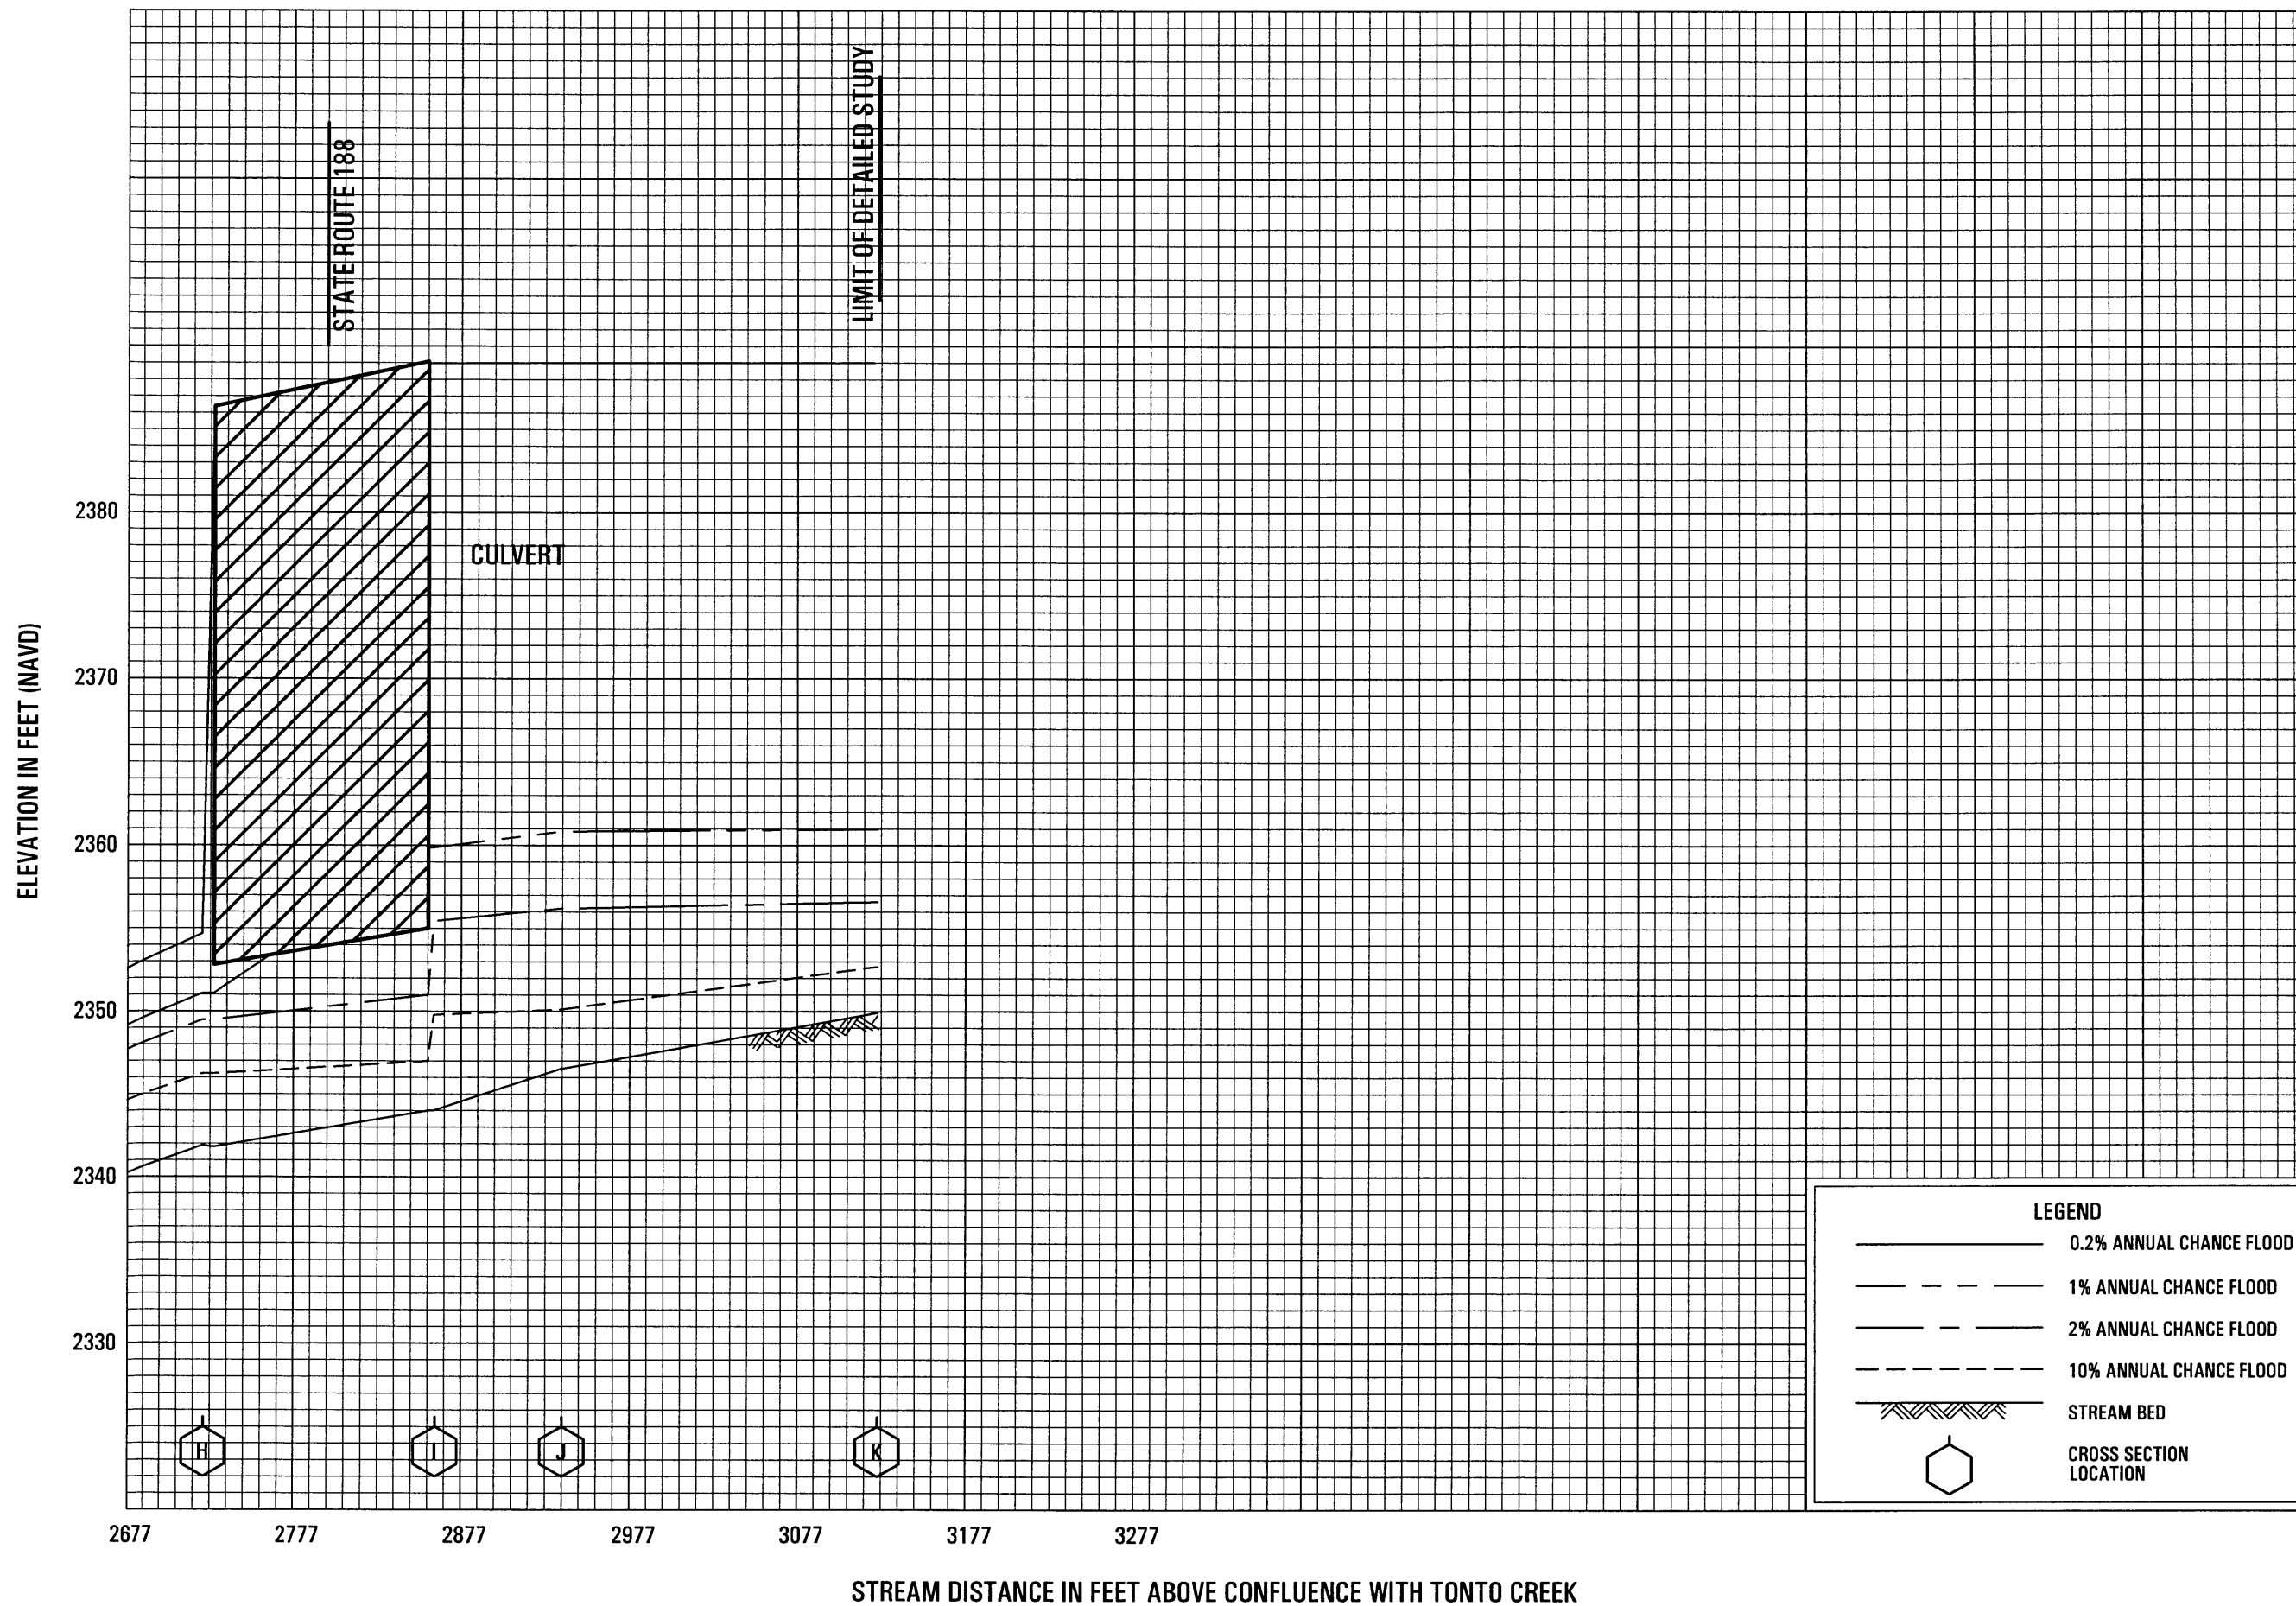 STATE ROUTE 188
LIMIT OF DETAILED STUDY
CULVERT
ELEVATION IN FEET (NAVD)
2380
2370
2360
2350
2340
2330
H
I
J
K
2677
2777
2877
2977
3077
3177
3277
STREAM DISTANCE IN FEET ABOVE CONFLUENCE WITH TONTO CREEK
LEGEND
0.2% ANNUAL CHANCE FLOOD
1% ANNUAL CHANCE FLOOD
2% ANNUAL CHANCE FLOOD
10% ANNUAL CHANCE FLOOD
STREAM BED
CROSS SECTION
LOCATION